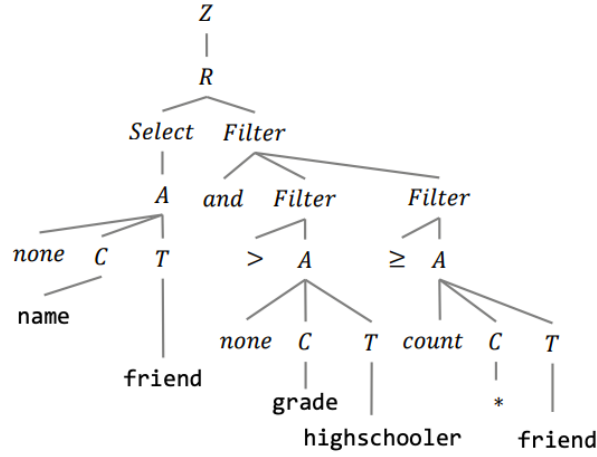 Z
R
Select Filter
A and Filter Filter
none C T > A ≥ A
name none C T count C T
friend grade *
highschooler friend